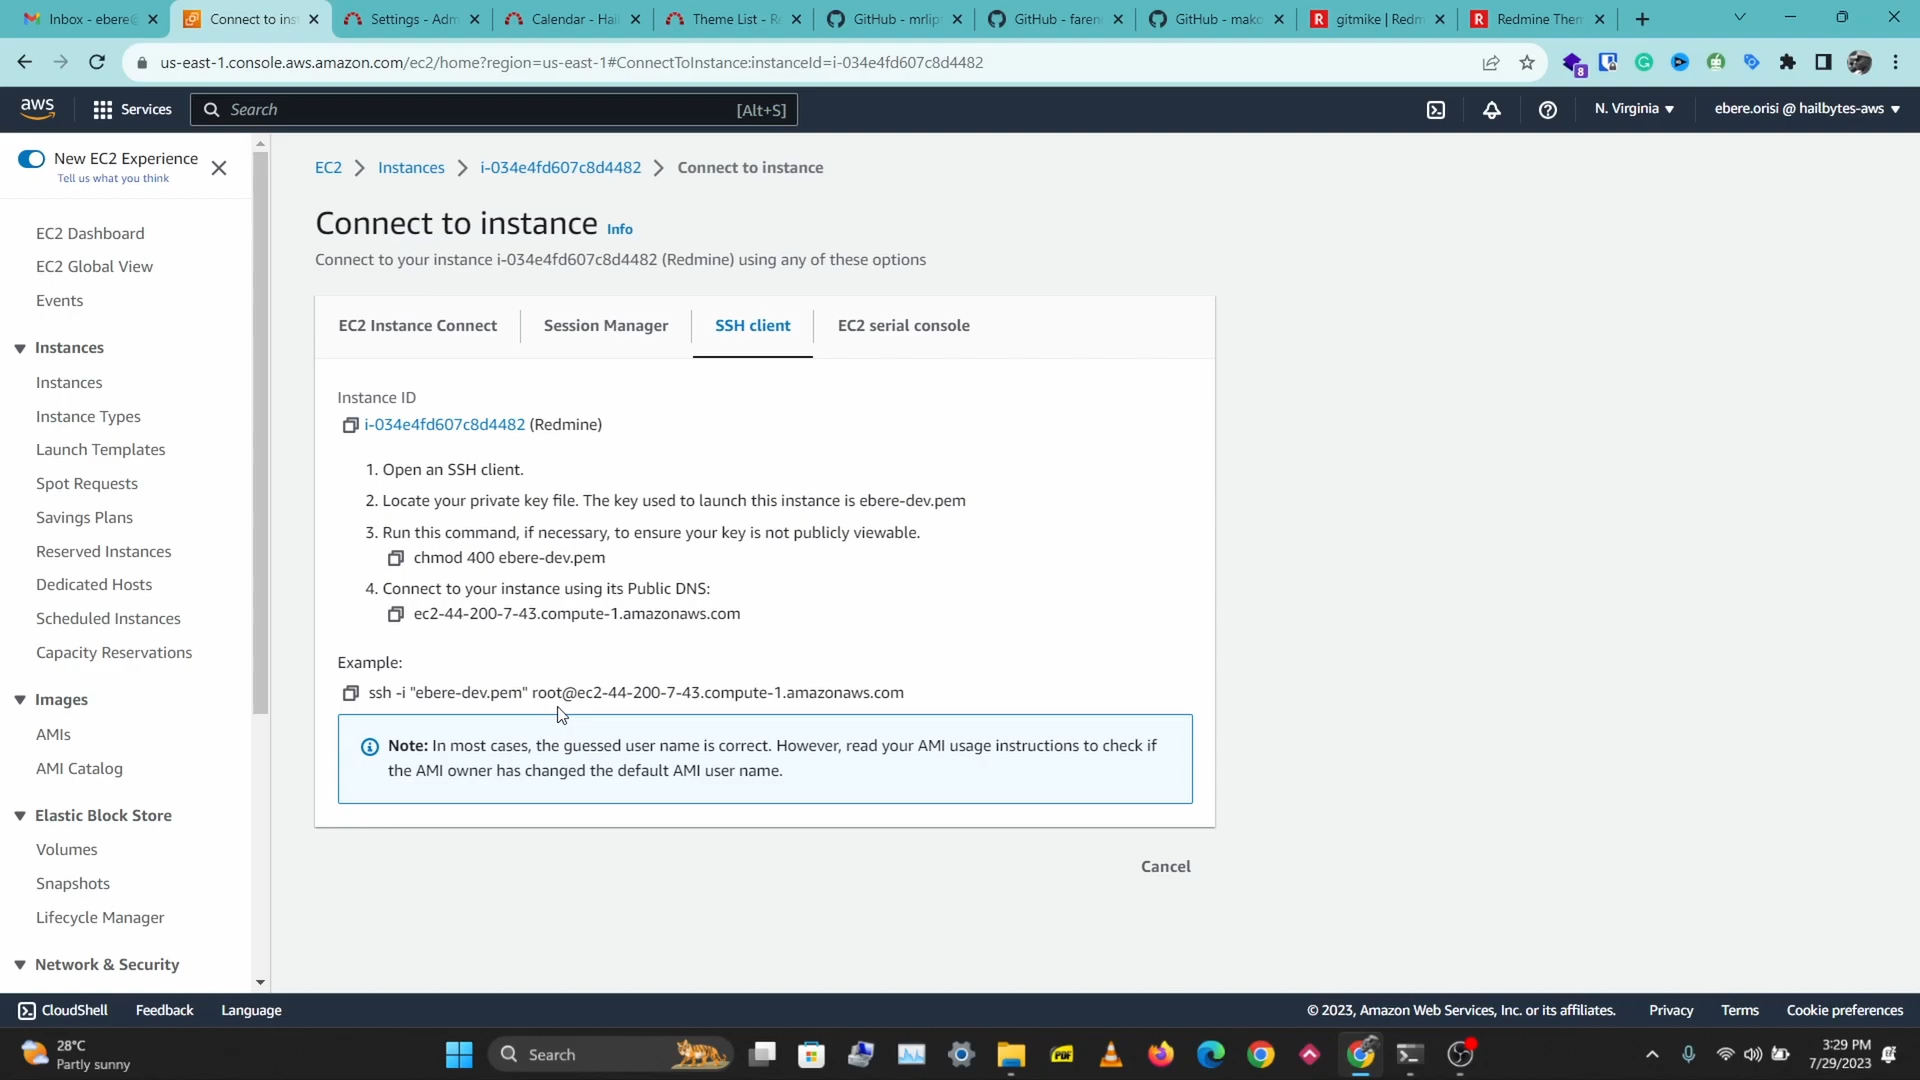 Inbox - ebere@
Connect to ins
Settings - Adm
Calendar - Hail
Theme List - R
GitHub - mrlip
GitHub - faren
GitHub - mako
gitmike | Redm
Redmine Them
us-east-1.console.aws.amazon.com/ec2/home?region=us-east-1#ConnectToInstance:instanceId=i-034e4fd607c8d4482
8
aws
Services
Search
[Alt+S]
N. Virginia
ebere.orisi @ hailbytes-aws
New EC2 Experience
Tell us what you think
EC2 Dashboard
EC2 Global View
Events
Instances
Instances
Instance Types
Launch Templates
Spot Requests
Savings Plans
Reserved Instances
Dedicated Hosts
Scheduled Instances
Capacity Reservations
Images
AMIs
AMI Catalog
Elastic Block Store
Volumes
Snapshots
Lifecycle Manager
Network & Security
EC2 > Instances > i-034e4fd607c8d4482 > Connect to instance
Connect to instance Info
Connect to your instance i-034e4fd607c8d4482 (Redmine) using any of these options
EC2 Instance Connect
Session Manager
SSH client
EC2 serial console
Instance ID
i-034e4fd607c8d4482 (Redmine)
1. Open an SSH client.
2. Locate your private key file. The key used to launch this instance is ebere-dev.pem
3. Run this command, if necessary, to ensure your key is not publicly viewable.
chmod 400 ebere-dev.pem
4. Connect to your instance using its Public DNS:
ec2-44-200-7-43.compute-1.amazonaws.com
Example:
ssh -i "ebere-dev.pem" root@ec2-44-200-7-43.compute-1.amazonaws.com
Note: In most cases, the guessed user name is correct. However, read your AMI usage instructions to check if
the AMI owner has changed the default AMI user name.
Cancel
CloudShell
Feedback
Language
© 2023, Amazon Web Services, Inc. or its affiliates.
Privacy
Terms
Cookie preferences
28°C
Partly sunny
Search
PDF
3:29 PM
7/29/2023